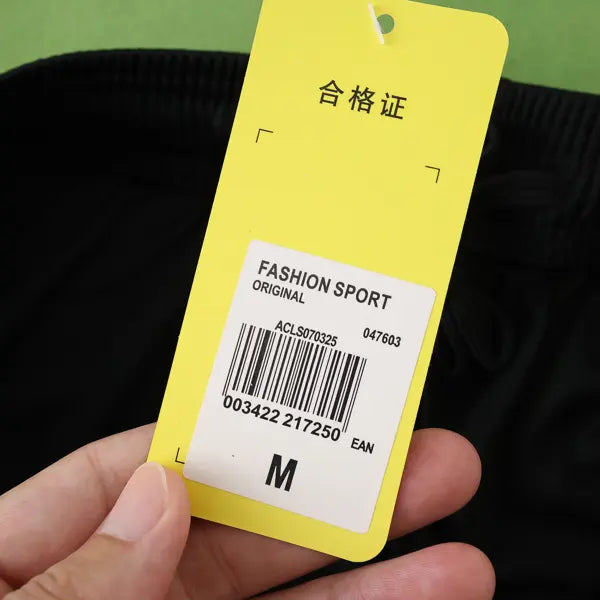 合格证
FASHION SPORT
ORIGINAL
ACLS070325 047603
003422 217250 EAN
M